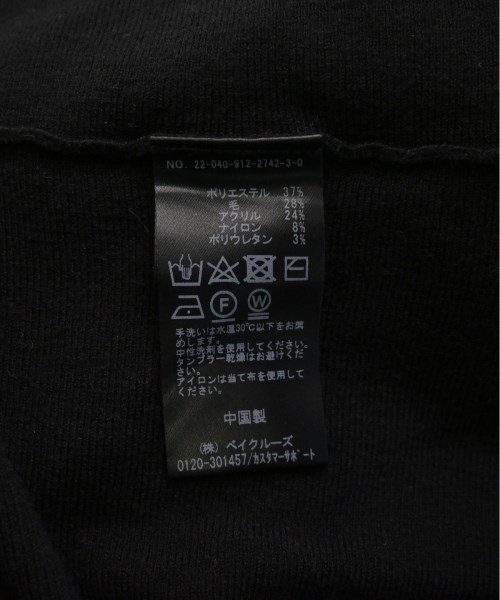 NO. 22-040-912-2742-3-0
ポリエステル 37%
毛 28%
アクリル 24%
ナイロン 8%
ポリウレタン 3%
F W
手洗いは水温30℃以下をお薦
めします。
中性洗剤を使用してください。
タンブラー乾燥はお避けくださ
い。
アイロンは当て布を使用して
ください。
中国製
(株) ベイクルーズ
0120-301457/カスタマーサポート